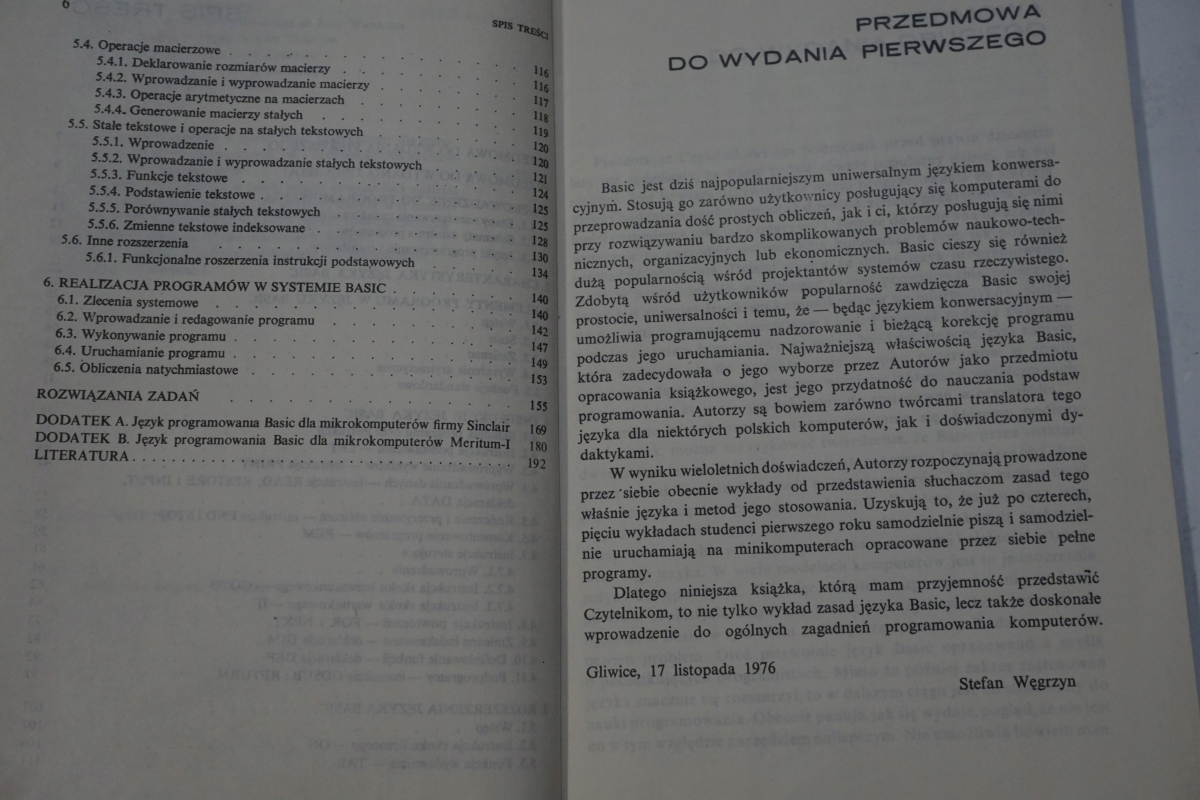 6
SPIS TREŚCI
5.4. Operacje macierzowe . . . . . . . . . . . . . . . . 116
5.4.1. Deklarowanie rozmiarów macierzy . . . . . . . . . . 116
5.4.2. Wprowadzanie i wyprowadzanie macierzy . . . . . . . . 117
5.4.3. Operacje arytmetyczne na macierzach . . . . . . . . . 118
5.4.4. Generowanie macierzy stałych . . . . . . . . . . . 119
5.5. Stałe tekstowe i operacje na stałych tekstowych . . . . . . . . 120
5.5.1. Wprowadzenie . . . . . . . . . . . . . . . . 120
5.5.2. Wprowadzanie i wyprowadzanie stałych tekstowych . . . . . 121
5.5.3. Funkcje tekstowe . . . . . . . . . . . . . . . 124
5.5.4. Podstawienie tekstowe . . . . . . . . . . . . . . 125
5.5.5. Porównywanie stałych tekstowych . . . . . . . . . . 125
5.5.6. Zmienne tekstowe indeksowane . . . . . . . . . . . 128
5.6. Inne rozszerzenia . . . . . . . . . . . . . . . . 130
5.6.1. Funkcjonalne roszerzenia instrukcji podstawowych . . . . . 134
6. REALIZACJA PROGRAMÓW W SYSTEMIE BASIC . . . . . . . . 140
6.1. Zlecenia systemowe . . . . . . . . . . . . . . . . 140
6.2. Wprowadzanie i redagowanie programu . . . . . . . . . . 142
6.3. Wykonywanie programu . . . . . . . . . . . . . . . 147
6.4. Uruchamianie programu . . . . . . . . . . . . . . . 149
6.5. Obliczenia natychmiastowe . . . . . . . . . . . . . . 153
ROZWIĄZANIA ZADAŃ . . . . . . . . . . . . . . . . 155
DODATEK A. Język programowania Basic dla mikrokomputerów firmy Sinclair 169
DODATEK B. Język programowania Basic dla mikrokomputerów Meritum-I 180
LITERATURA . . . . . . . . . . . . . . . . . . . . 192
PRZEDMOWA
DO WYDANIA PIERWSZEGO
Basic jest dziś najpopularniejszym uniwersalnym językiem konwersa-
cyjnym. Stosują go zarówno użytkownicy posługujący się komputerami do
przeprowadzania dość prostych obliczeń, jak i ci, którzy posługują się nimi
przy rozwiązywaniu bardzo skomplikowanych problemów naukowo-tech-
nicznych, organizacyjnych lub ekonomicznych. Basic cieszy się również
dużą popularnością wśród projektantów systemów czasu rzeczywistego.
Zdobytą wśród użytkowników popularność zawdzięcza Basic swojej
prostocie, uniwersalności i temu, że — będąc językiem konwersacyjnym —
umożliwia programującemu nadzorowanie i bieżącą korekcję programu
podczas jego uruchamiania. Najważniejszą właściwością języka Basic,
która zadecydowała o jego wyborze przez Autorów jako przedmiotu
opracowania książkowego, jest jego przydatność do nauczania podstaw
programowania. Autorzy są bowiem zarówno twórcami translatora tego
języka dla niektórych polskich komputerów, jak i doświadczonymi dy-
daktykami.
W wyniku wieloletnich doświadczeń, Autorzy rozpoczynają prowadzone
przez siebie obecnie wykłady od przedstawienia słuchaczom zasad tego
właśnie języka i metod jego stosowania. Uzyskują to, że już po czterech,
pięciu wykładach studenci pierwszego roku samodzielnie piszą i samodziel-
nie uruchamiają na minikomputerach opracowane przez siebie pełne
programy.
Dlatego niniejsza książka, którą mam przyjemność przedstawić
Czytelnikom, to nie tylko wykład zasad języka Basic, lecz także doskonałe
wprowadzenie do ogólnych zagadnień programowania komputerów.
Gliwice, 17 listopada 1976
Stefan Węgrzyn